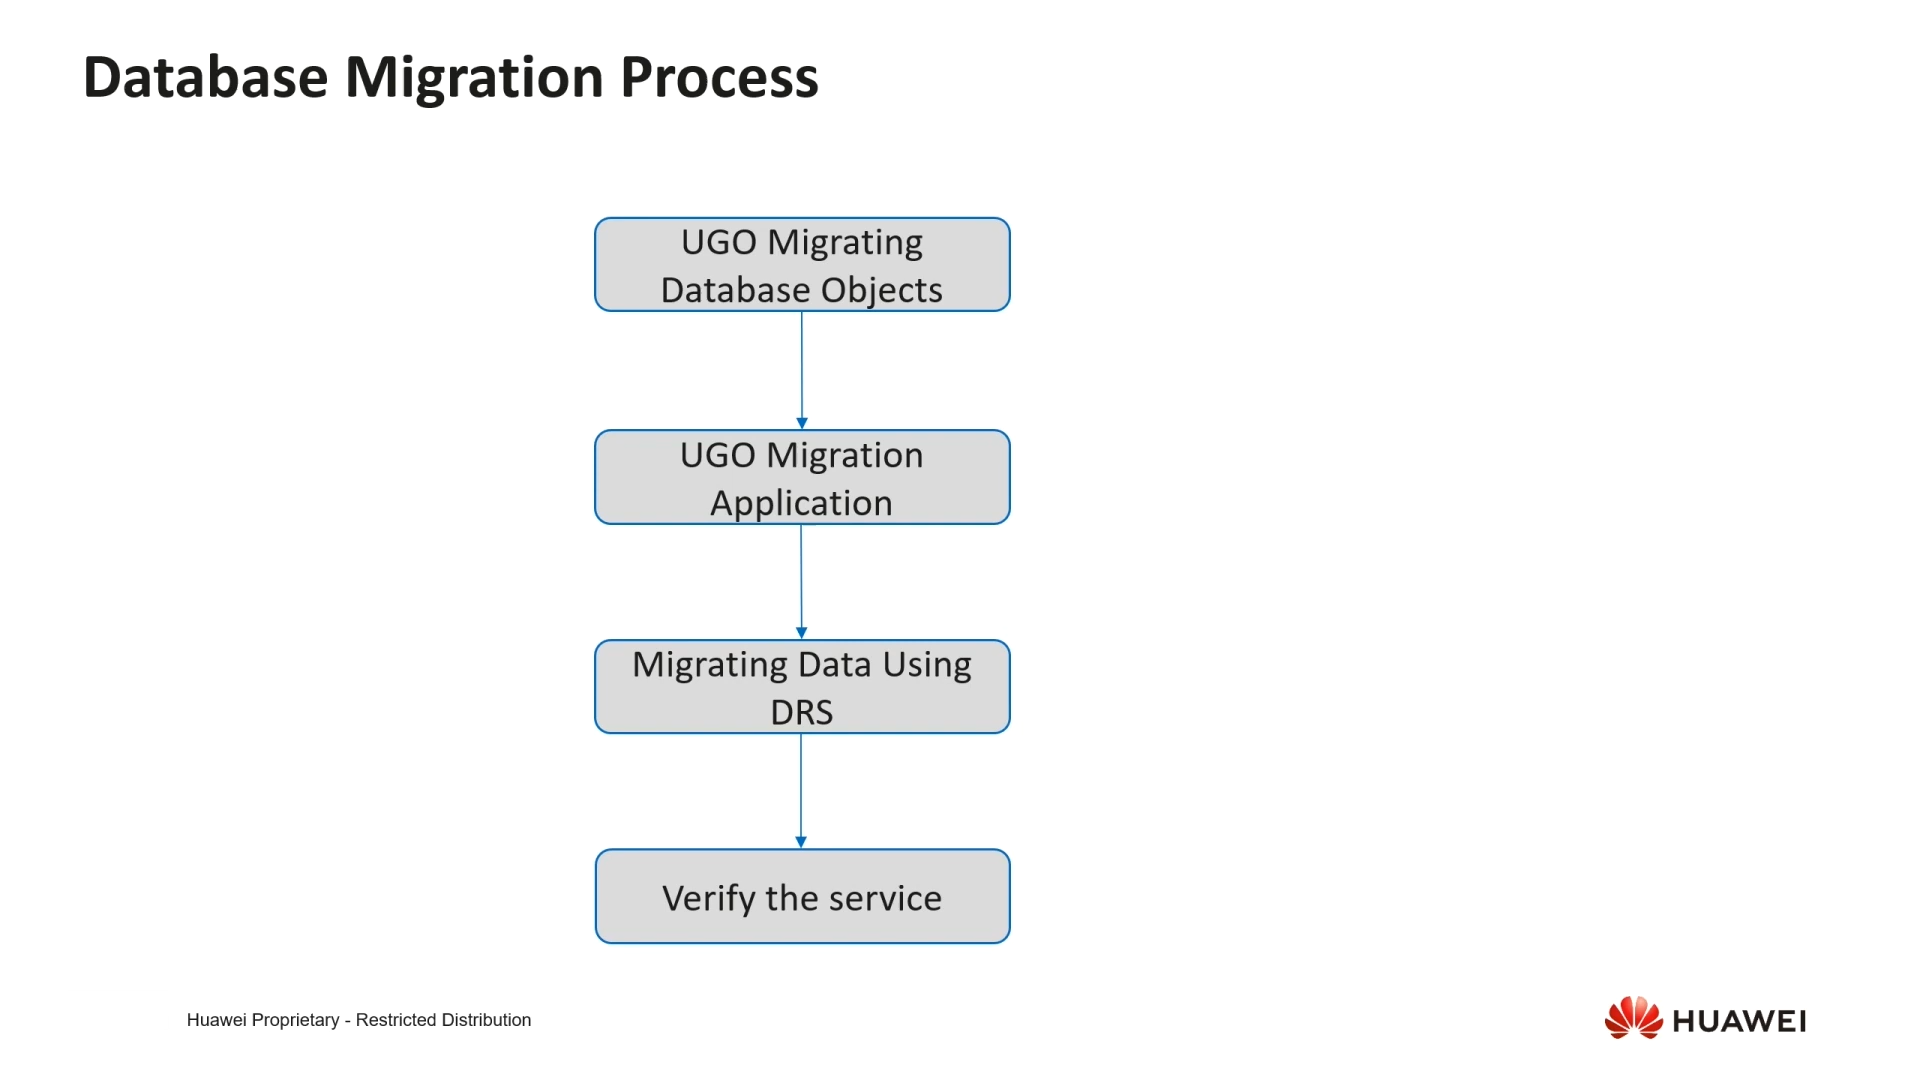 Database Migration Process
UGO Migrating
Database Objects
UGO Migration
Application
Migrating Data Using
DRS
Verify the service
Huawei Proprietary - Restricted Distribution
HUAWEI